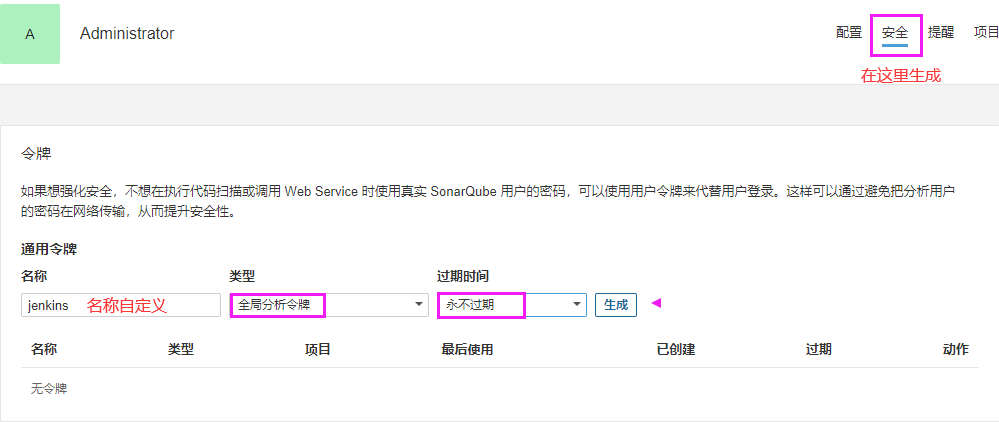 A
Administrator
配置 安全 提醒 项目
在这里生成
令牌
如果想强化安全，不想在执行代码扫描或调用 Web Service 时使用真实 SonarQube 用户的密码，可以使用用户令牌来代替用户登录。这样可以通过避免把分析用户
的密码在网络传输，从而提升安全性。
通用令牌
名称 类型 过期时间
jenkins 名称自定义 全局分析令牌 永不过期 生成
名称 类型 项目 最后使用 已创建 过期 动作
无令牌